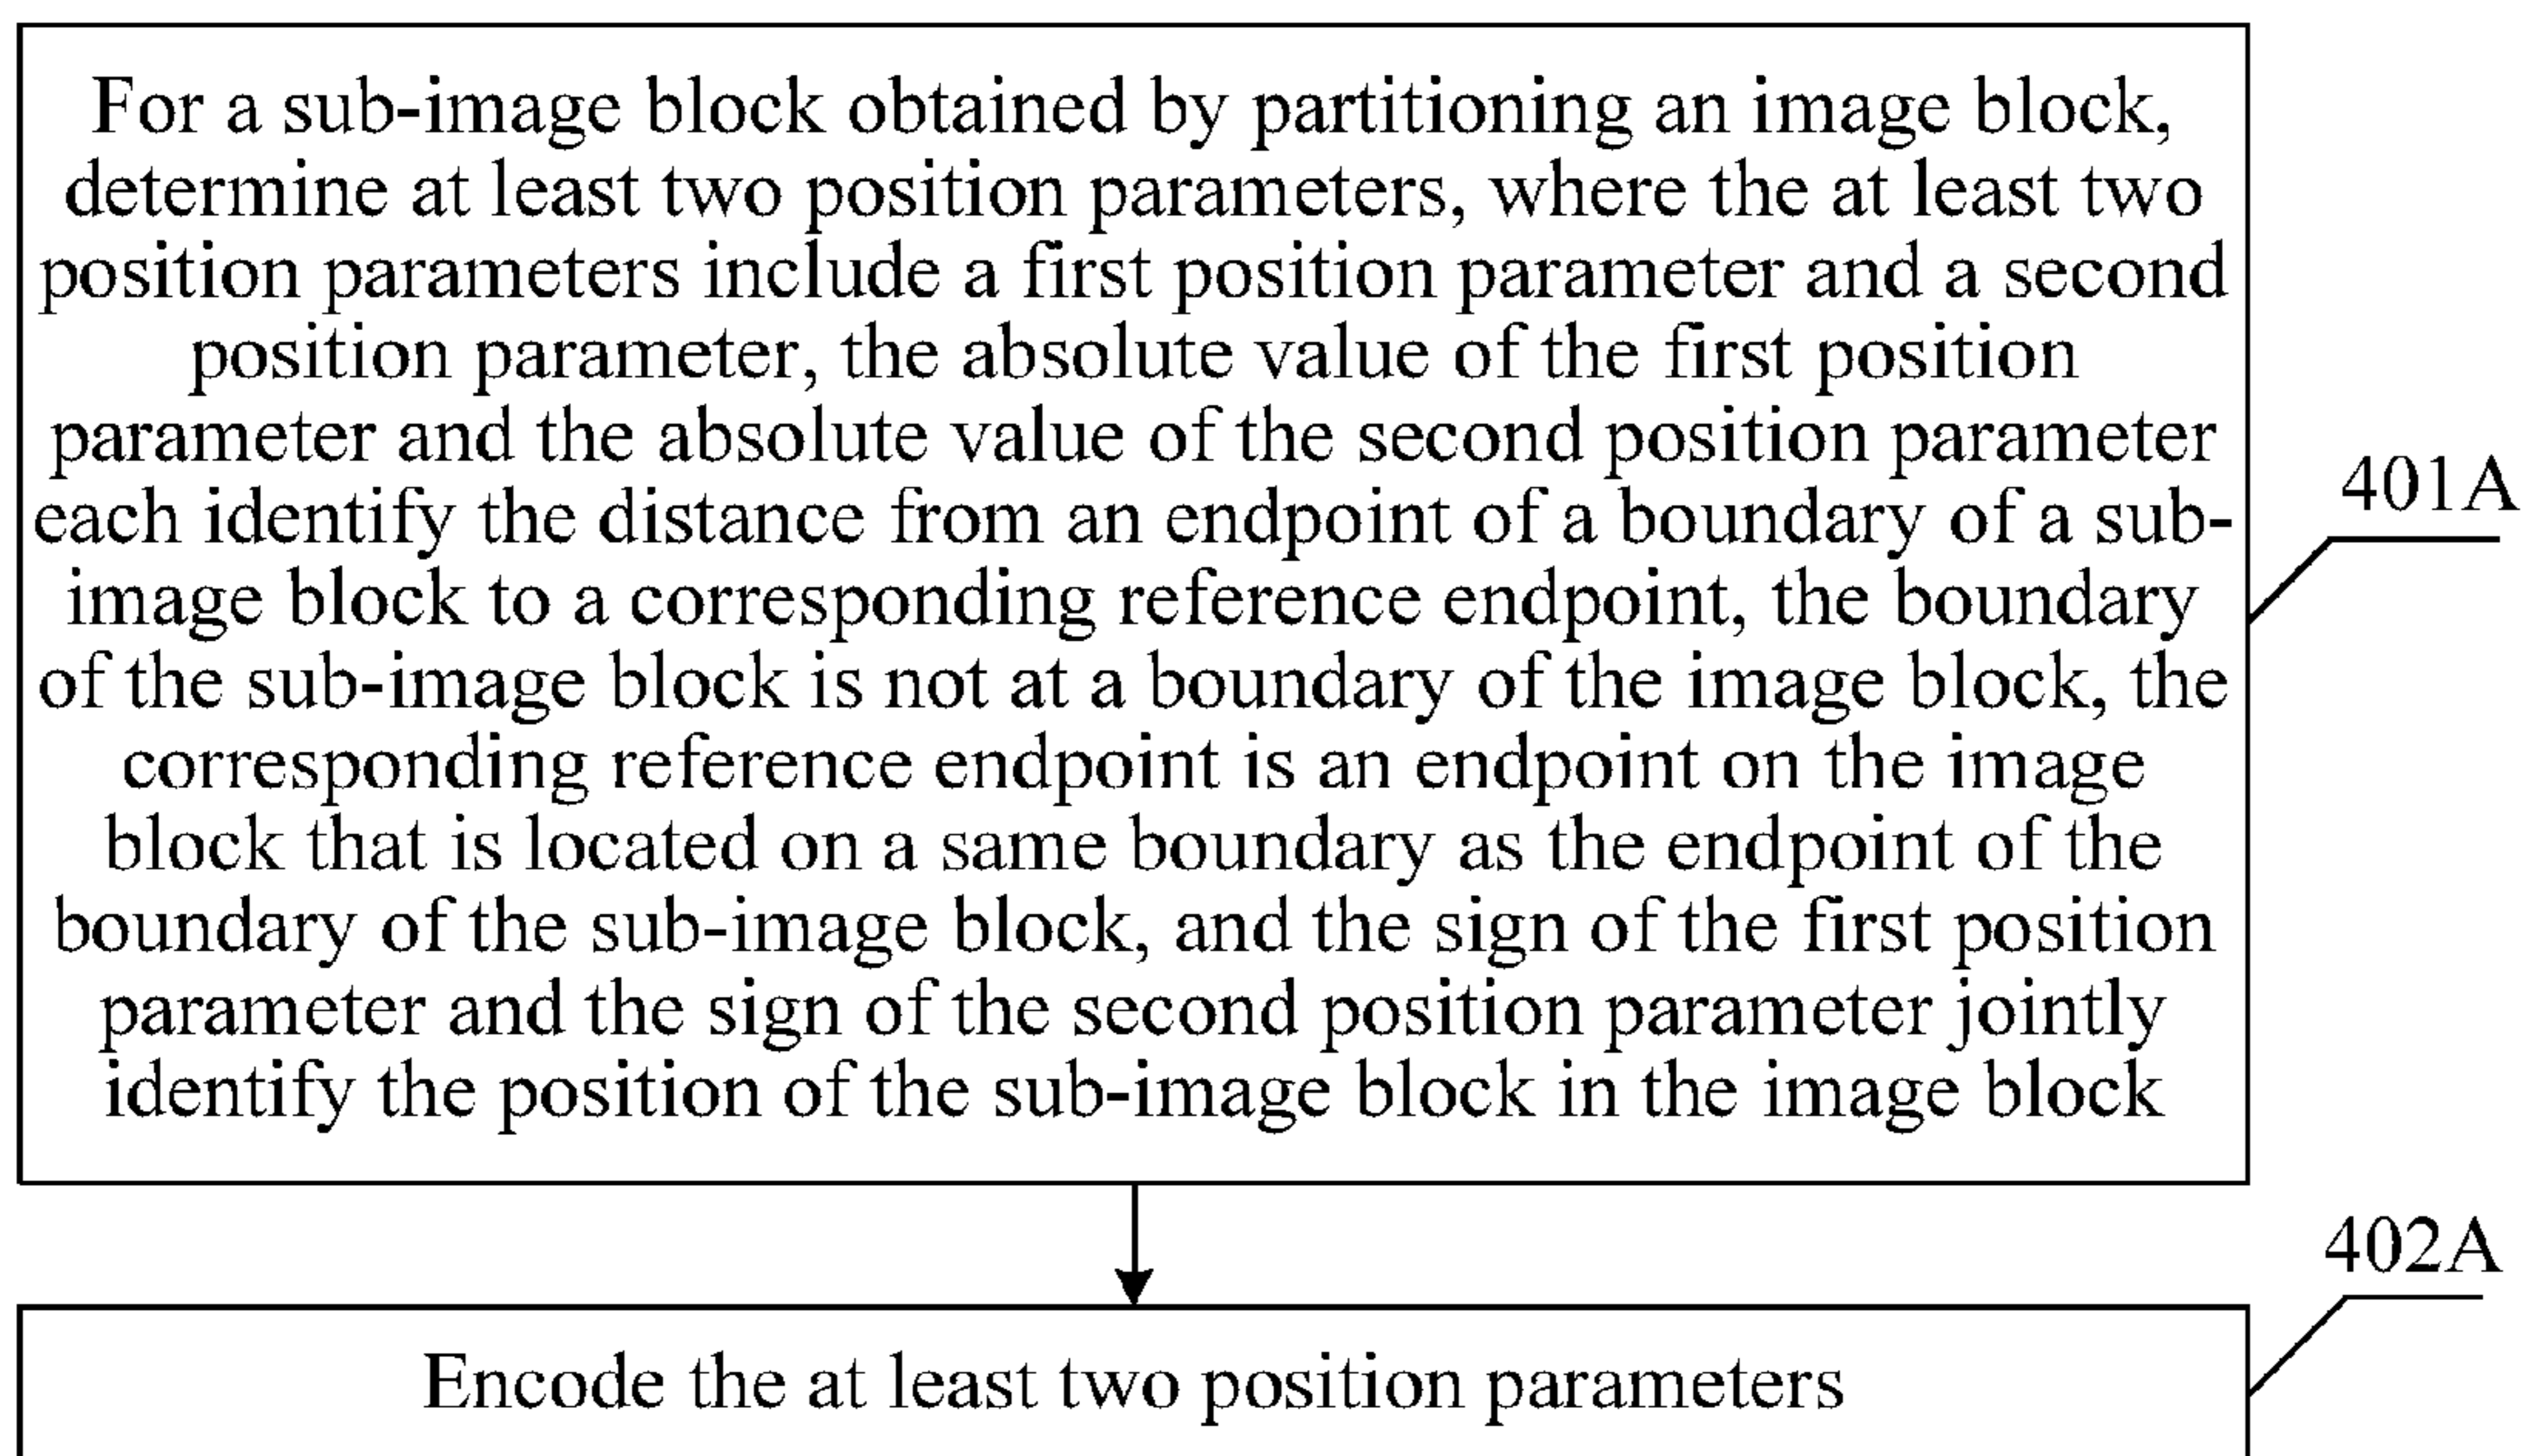 For a sub-image block obtained by partitioning an image block,
determine at least two position parameters, where the at least two
position parameters include a first position parameter and a second
position parameter, the absolute value of the first position
parameter and the absolute value of the second position parameter
each identify the distance from an endpoint of a boundary of a sub-
image block to a corresponding reference endpoint, the boundary
of the sub-image block is not at a boundary of the image block, the
corresponding reference endpoint is an endpoint on the image
block that is located on a same boundary as the endpoint of the
boundary of the sub-image block, and the sign of the first position
parameter and the sign of the second position parameter jointly
identify the position of the sub-image block in the image block
401A
402A
Encode the at least two position parameters